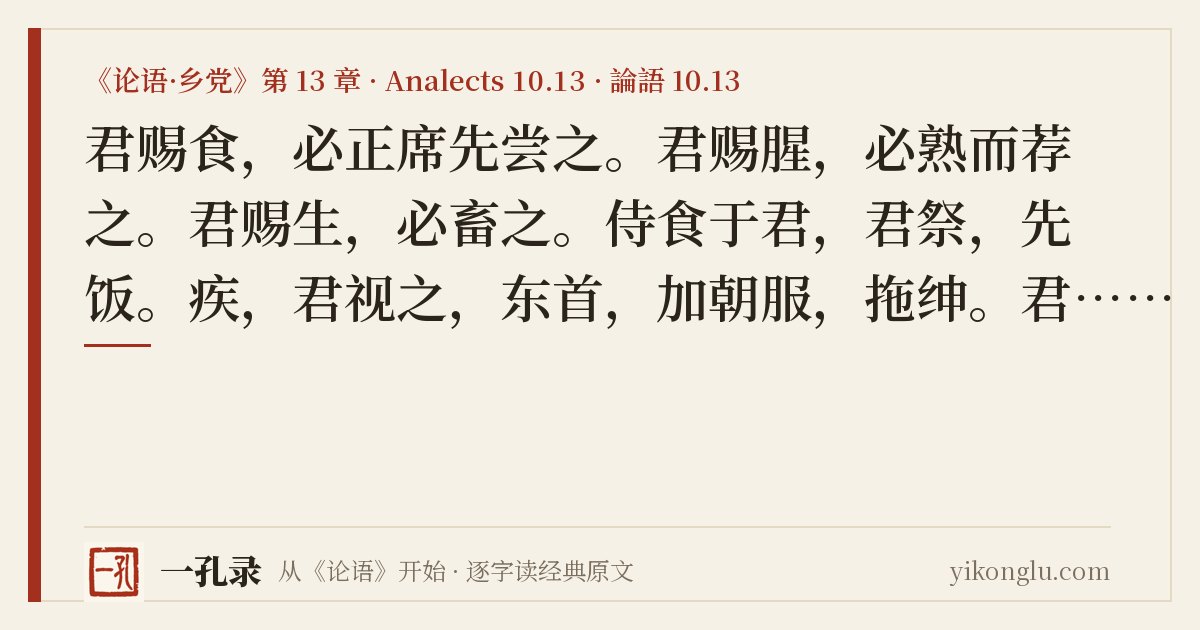 《论语·乡党》第 13 章 · Analects 10.13 · 論語 10.13
君赐食，必正席先尝之。君赐腥，必熟而荐
之。君赐生，必畜之。侍食于君，君祭，先
饭。疾，君视之，东首，加朝服，拖绅。君……
一孔
一孔录 从《论语》开始 · 逐字读经典原文 yikonglu.com